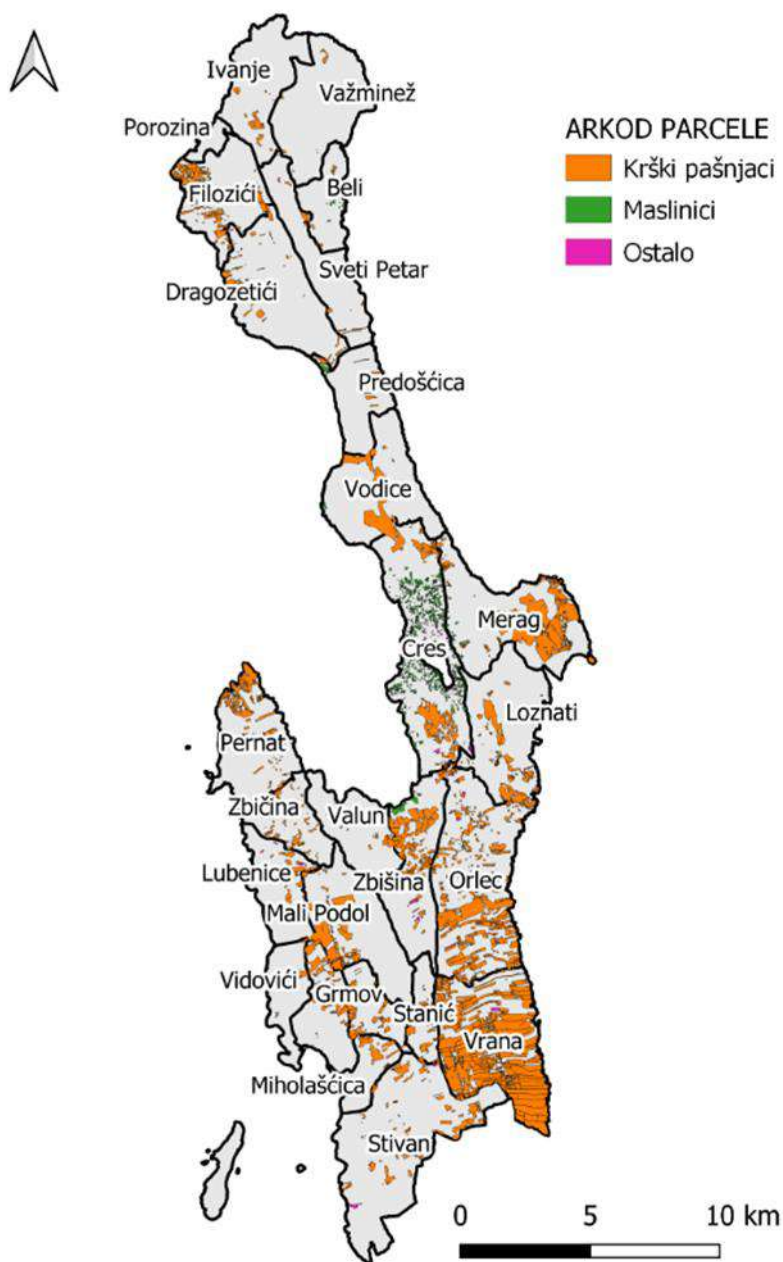 Ivanje
Važminež
Porozina
ARKOD PARCELE
Krški pašnjaci
Maslinici
Ostalo
Filozići
Beli
Sveti Petar
Dragozetići
Predošćica
Vodice
Merag
Cres
Loznati
Pernat
Zbičina
Valun
Lubenice
Zbišina
Orlec
Mali Podol
Vidovići
Grmov
Stanić
Vrana
Miholašćica
Stivan
0 5 10 km